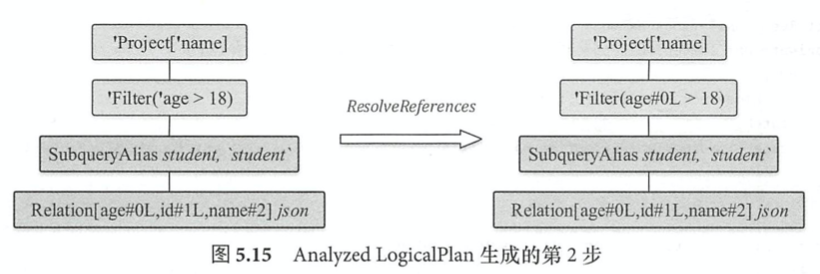 'Project['name]
'Filter('age > 18)
SubqueryAlias student, `student`
Relation[age#0L,id#1L,name#2] json
ResolveReferences
'Project['name]
'Filter(age#0L > 18)
SubqueryAlias student, `student`
Relation[age#0L,id#1L,name#2] json
图 5.15 Analyzed LogicalPlan 生成的第 2 步